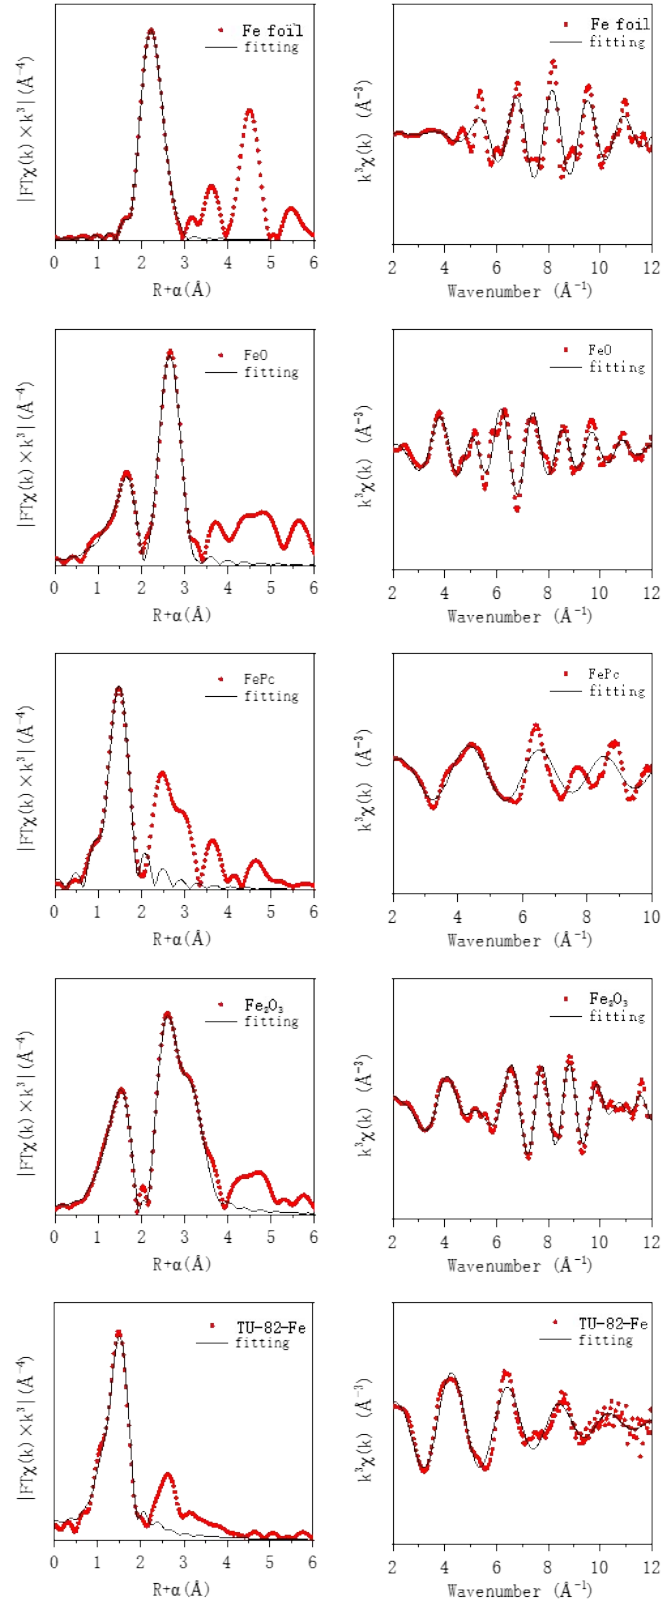 Fe foil
fitting
|FTχ(k)×k³|(Å⁻⁴)
0 1 2 3 4 5 6
R+α(Å)
Fe foil
fitting
k³χ(k) (Å⁻³)
2 4 6 8 10 12
Wavenumber (Å⁻¹)
FeO
fitting
|FTχ(k)×k³|(Å⁻⁴)
0 1 2 3 4 5 6
R+α(Å)
FeO
fitting
k³χ(k) (Å⁻³)
2 4 6 8 10 12
Wavenumber (Å⁻¹)
FePc
fitting
|FTχ(k)×k³|(Å⁻⁴)
0 1 2 3 4 5 6
R+α(Å)
FePc
fitting
k³χ(k) (Å⁻³)
2 4 6 8 10
Wavenumber (Å⁻¹)
Fe₂O₃
fitting
|FTχ(k)×k³|(Å⁻⁴)
0 1 2 3 4 5 6
R+α(Å)
Fe₂O₃
fitting
k³χ(k) (Å⁻³)
2 4 6 8 10 12
Wavenumber (Å⁻¹)
TU-82-Fe
fitting
|FTχ(k)×k³|(Å⁻⁴)
0 1 2 3 4 5 6
R+α(Å)
TU-82-Fe
fitting
k³χ(k) (Å⁻³)
2 4 6 8 10 12
Wavenumber (Å⁻¹)